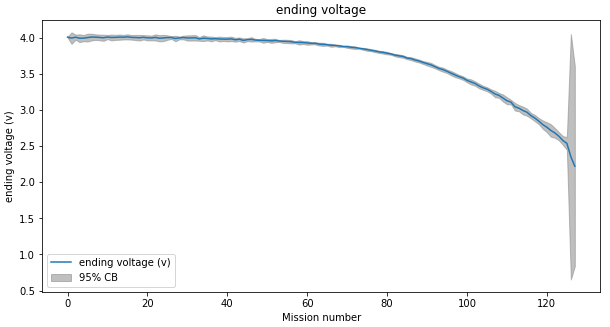 ending voltage
ending voltage (v)
4.0
3.5
3.0
2.5
2.0
1.5
1.0
0.5
ending voltage (v)
95% CB
0 20 40 60 80 100 120
Mission number